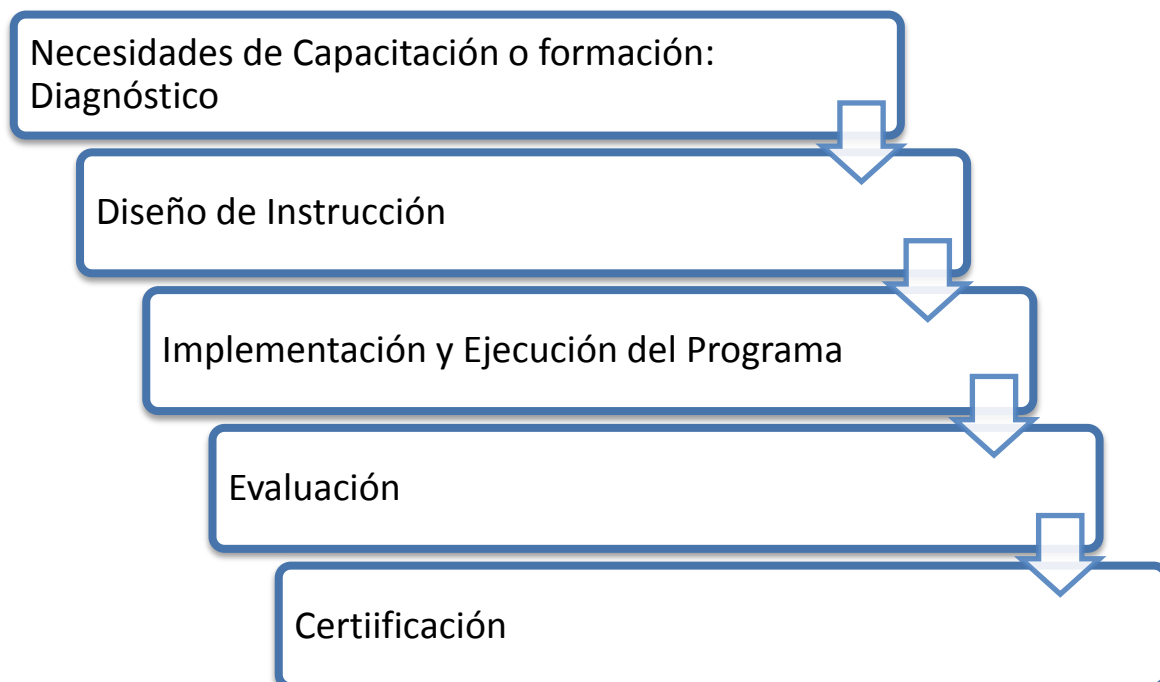 Necesidades de Capacitación o formación:
Diagnóstico
Diseño de Instrucción
Implementación y Ejecución del Programa
Evaluación
Certiificación